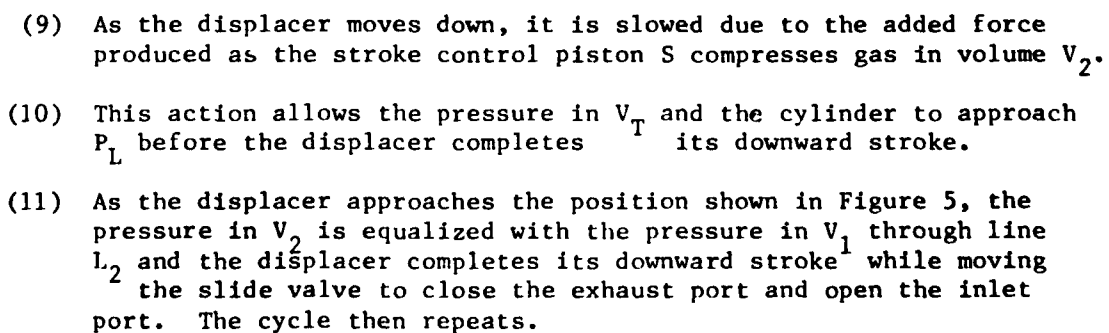 (9) As the displacer moves down, it is slowed due to the added force
produced as the stroke control piston S compresses gas in volume V₂.
(10) This action allows the pressure in V_T and the cylinder to approach
P_L before the displacer completes its downward stroke.
(11) As the displacer approaches the position shown in Figure 5, the
pressure in V₂ is equalized with the pressure in V₁ through line
L₂ and the displacer completes its downward stroke while moving
the slide valve to close the exhaust port and open the inlet
port. The cycle then repeats.